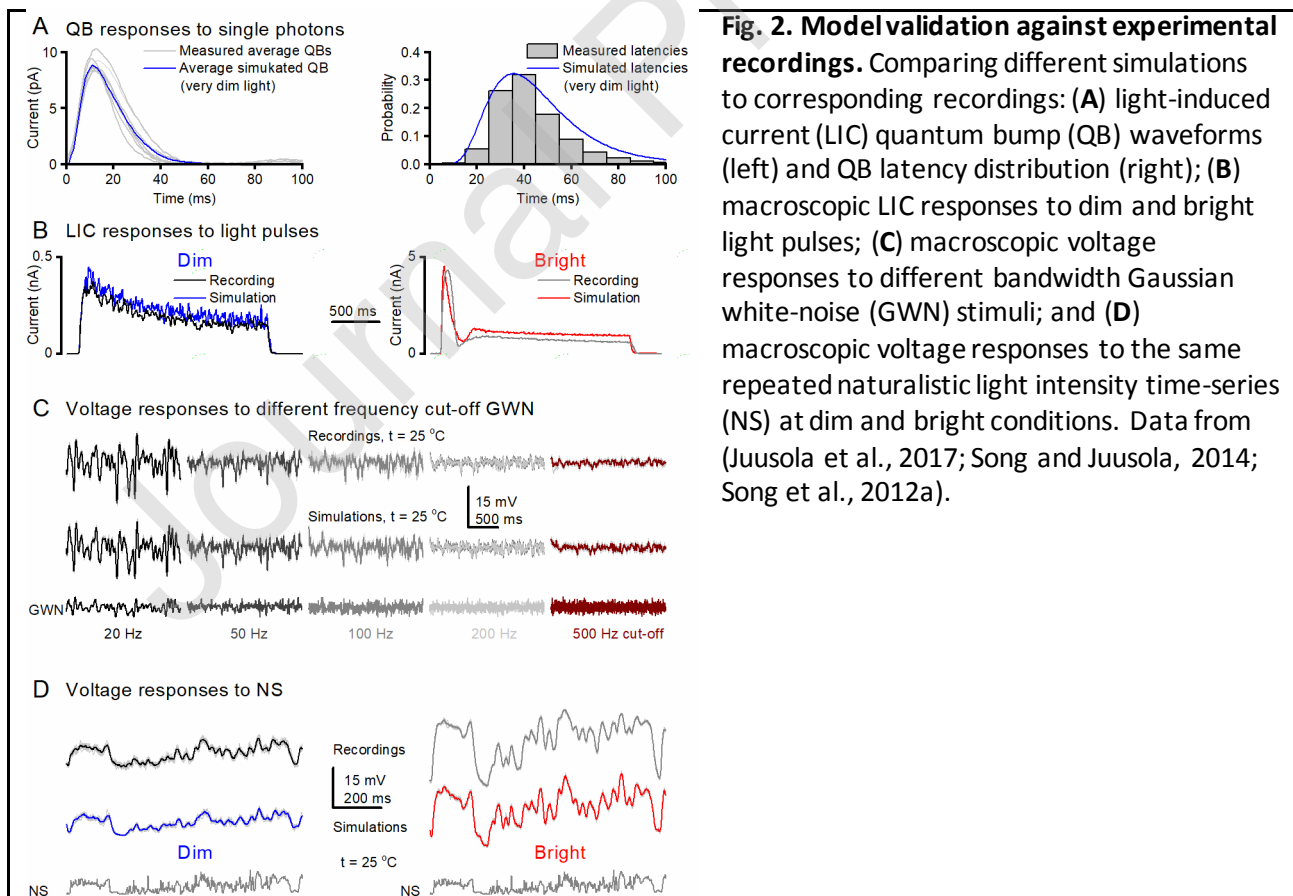 A QB responses to single photons
10
5
0
Current (pA)
Measured average QBs
Average simukated QB
(very dim light)
0 20 40 60 80 100
Time (ms)
0.4
0.3
0.2
0.1
0.0
Probability
Measured latencies
Simulated latencies
(very dim light)
0 20 40 60 80 100
Time (ms)
B LIC responses to light pulses
0.5
0
Current (nA)
Dim
Recording
Simulation
500 ms
5
0
Current (nA)
Bright
Recording
Simulation
C Voltage responses to different frequency cut-off GWN
Recordings, t = 25 °C
15 mV
500 ms
Simulations, t = 25 °C
GWN
20 Hz 50 Hz 100 Hz 200 Hz 500 Hz cut-off
D Voltage responses to NS
Recordings
15 mV
200 ms
Simulations
Dim
t = 25 °C
Bright
NS
NS
Fig. 2. Model validation against experimental
recordings. Comparing different simulations
to corresponding recordings: (A) light-induced
current (LIC) quantum bump (QB) waveforms
(left) and QB latency distribution (right); (B)
macroscopic LIC responses to dim and bright
light pulses; (C) macroscopic voltage
responses to different bandwidth Gaussian
white-noise (GWN) stimuli; and (D)
macroscopic voltage responses to the same
repeated naturalistic light intensity time-series
(NS) at dim and bright conditions. Data from
(Juusola et al., 2017; Song and Juusola, 2014;
Song et al., 2012a).
Journal P